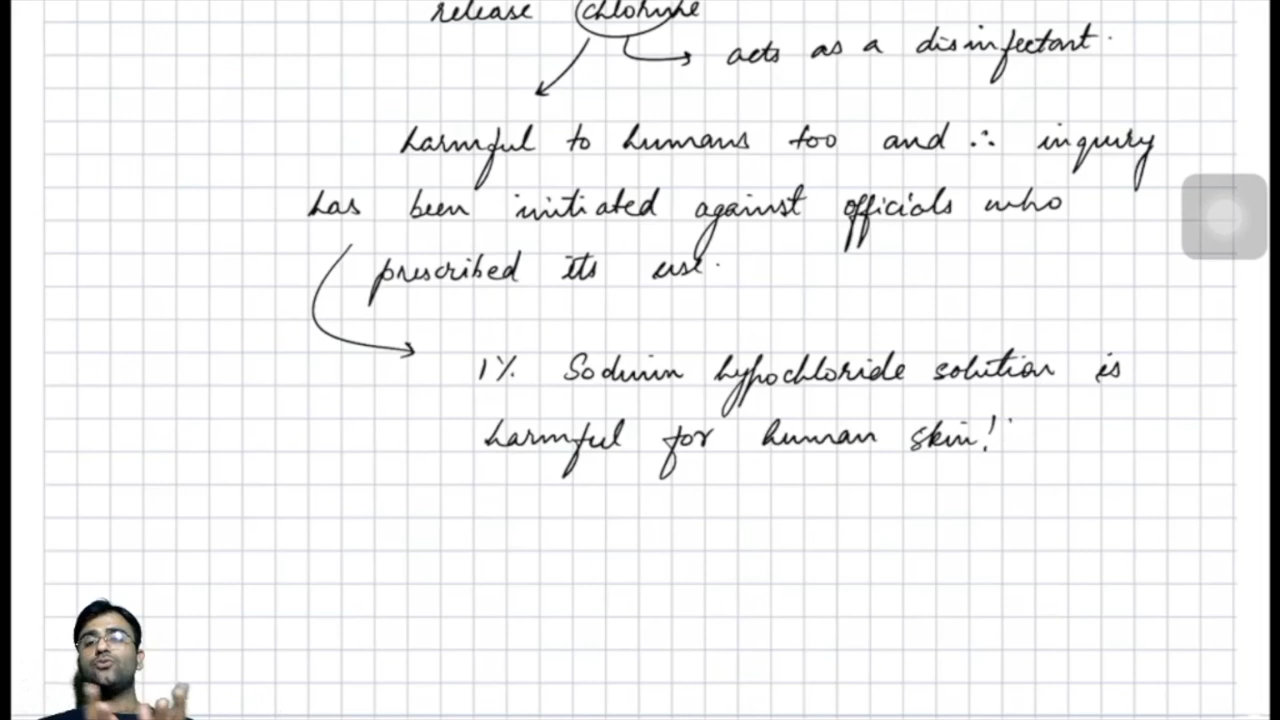 release chlorine
acts as a disinfectant.
harmful to humans too and ∴ inquiry
has been initiated against officials who
prescribed its use.
1% Sodium hypochloride solution is
harmful for human skin!